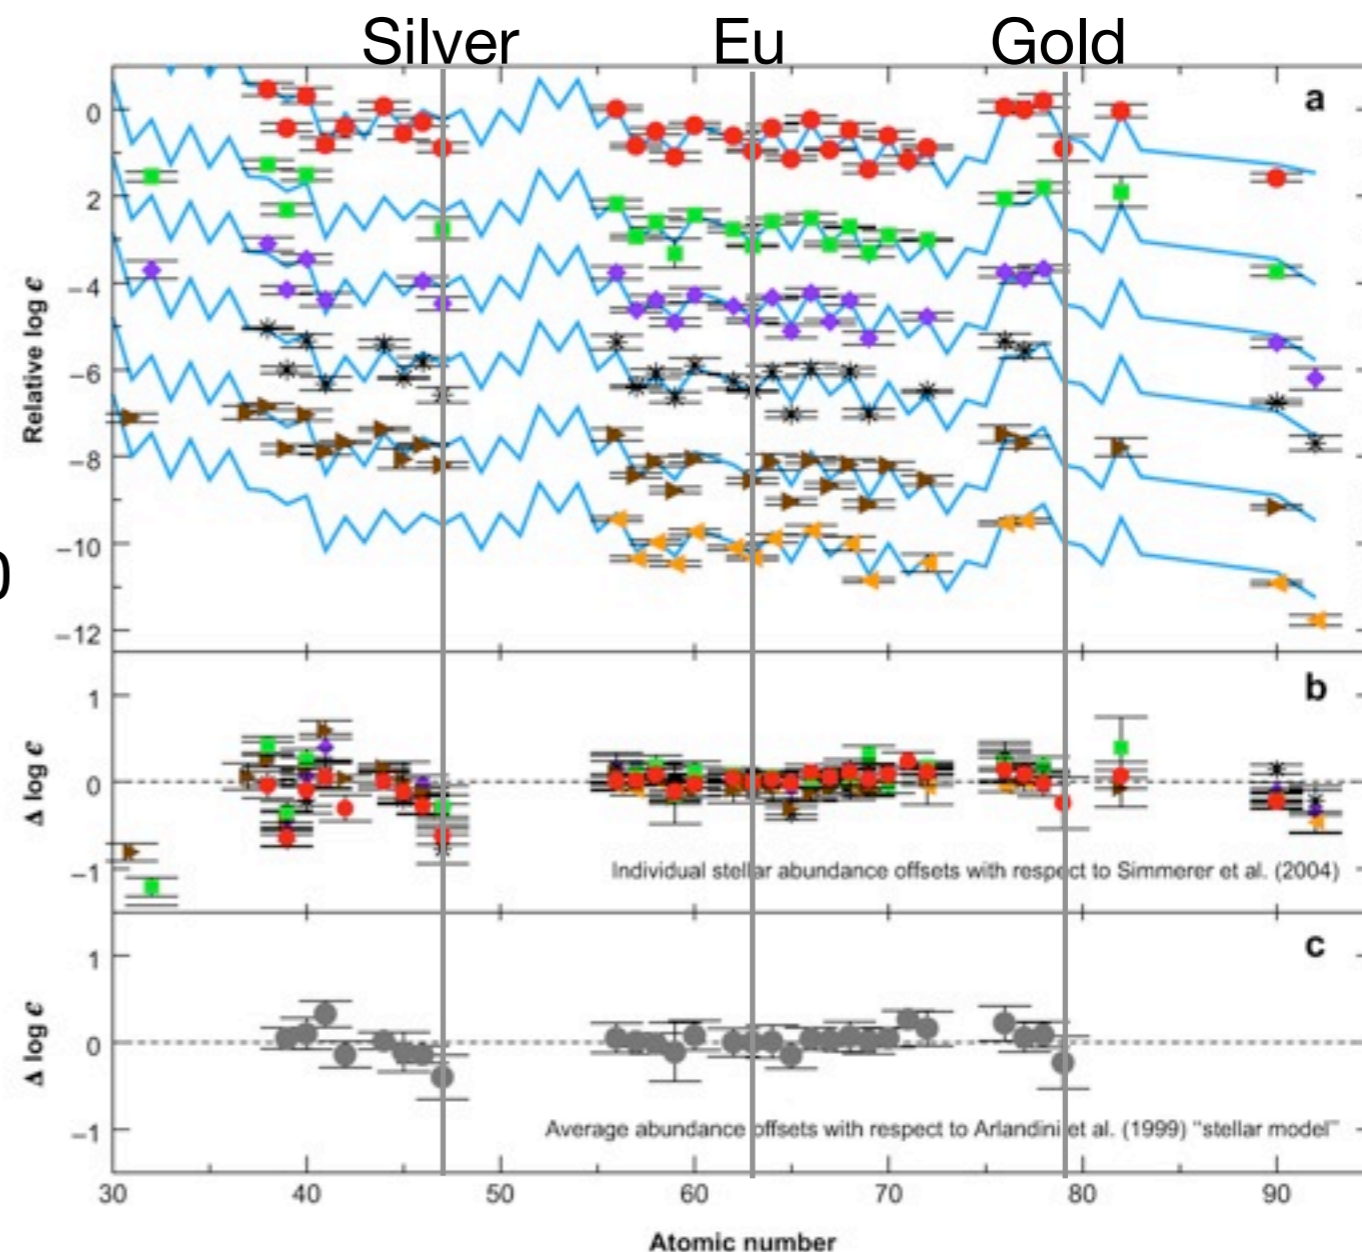 Silver Eu Gold
a
0
2
−4
−6
−8
−10
−12
Relative log ϵ
0
b
1
0
−1
Δ log ϵ
Individual stellar abundance offsets with respect to Simmerer et al. (2004)
c
1
0
−1
Δ log ϵ
Average abundance offsets with respect to Arlandini et al. (1999) "stellar model"
30 40 50 60 70 80 90
Atomic number